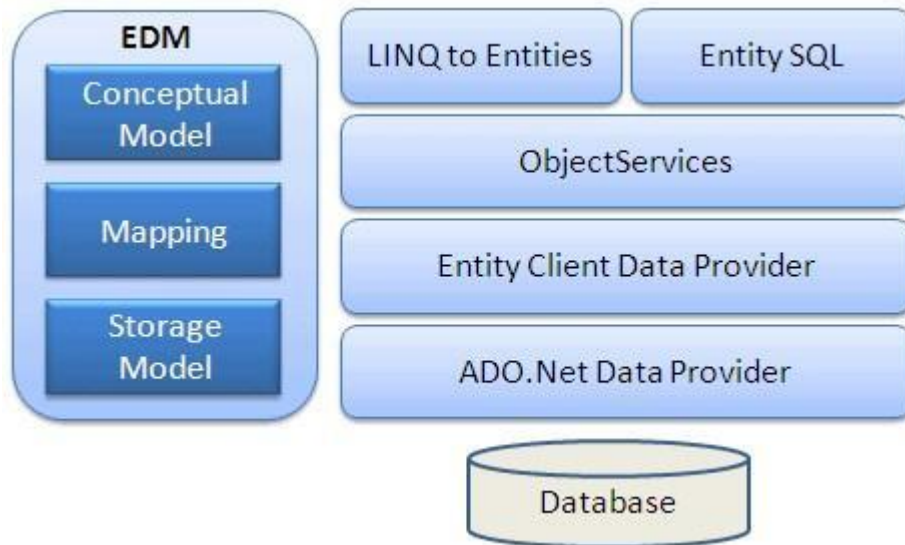 EDM
Conceptual
Model
Mapping
Storage
Model
LINQ to Entities
Entity SQL
ObjectServices
Entity Client Data Provider
ADO.Net Data Provider
Database